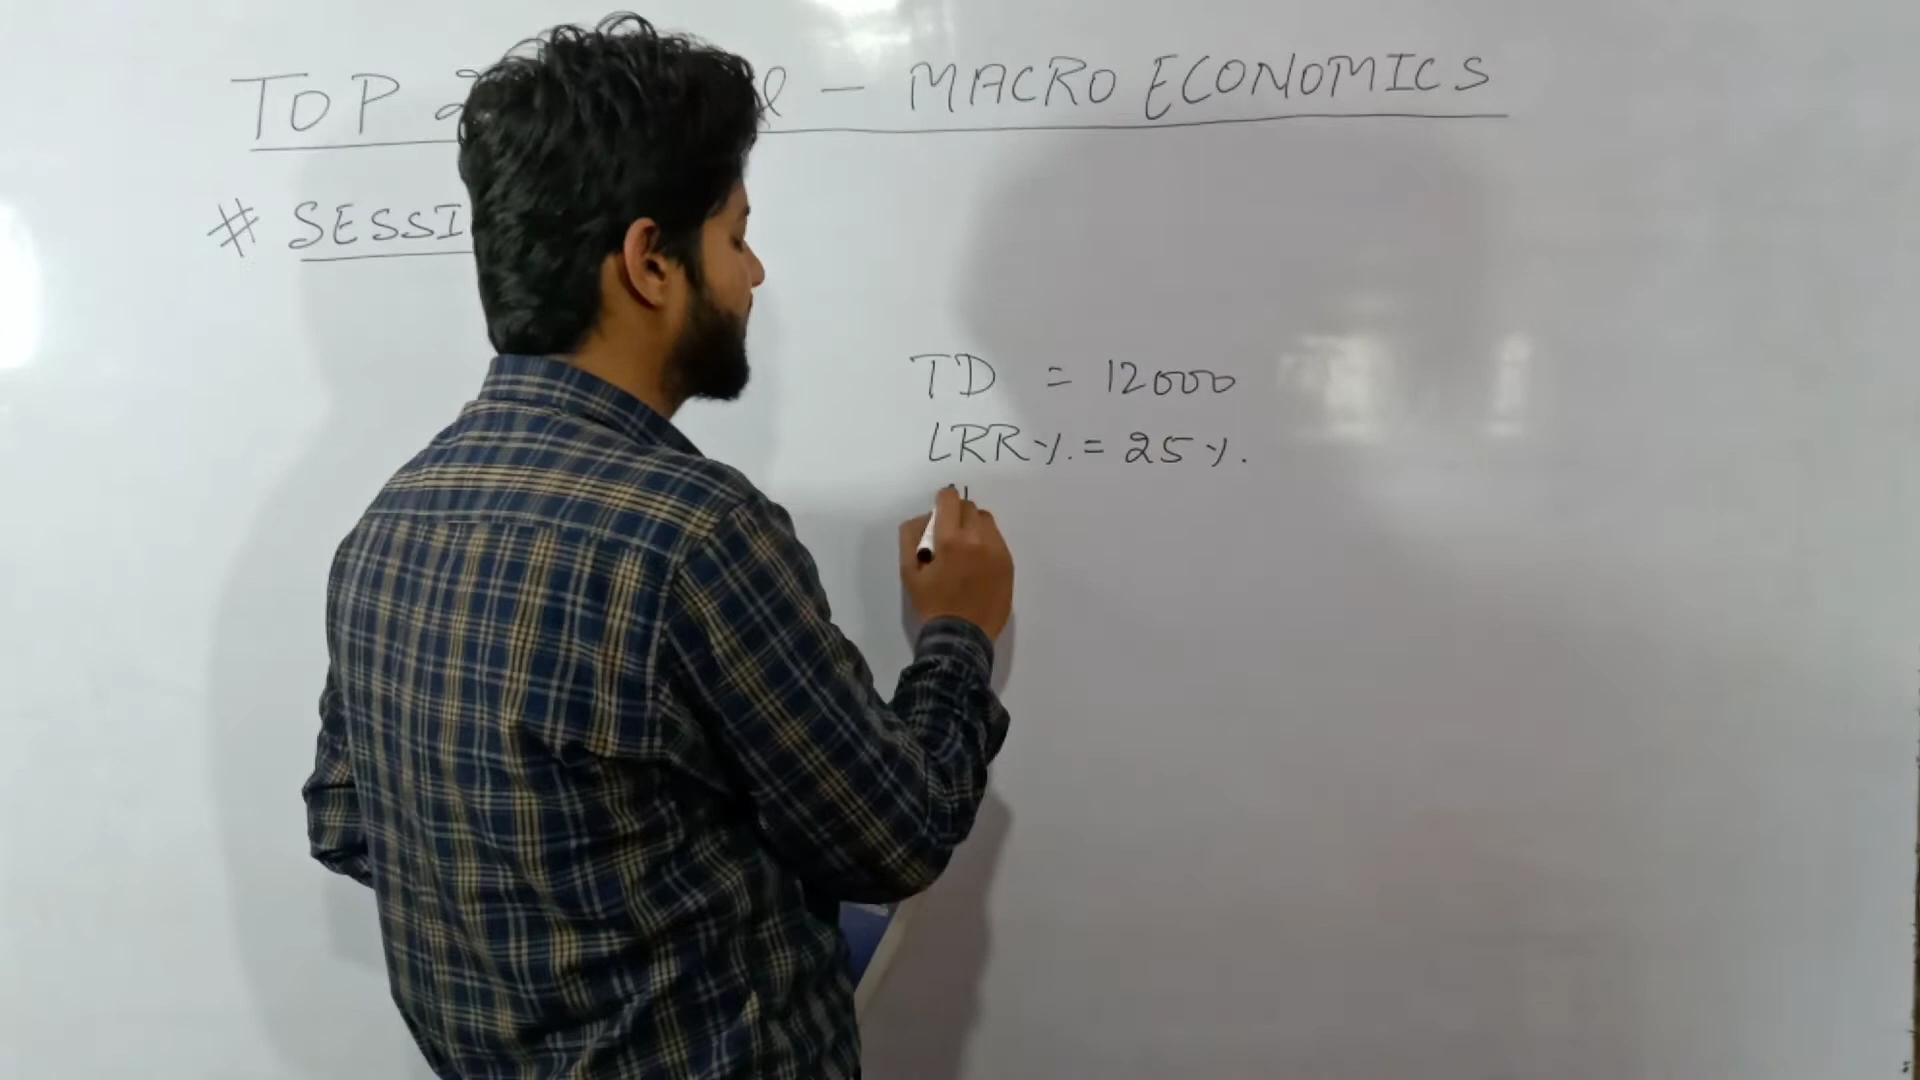 TOP - MACRO ECONOMICS
# SESSI
TD = 12000
LRR% = 25%.